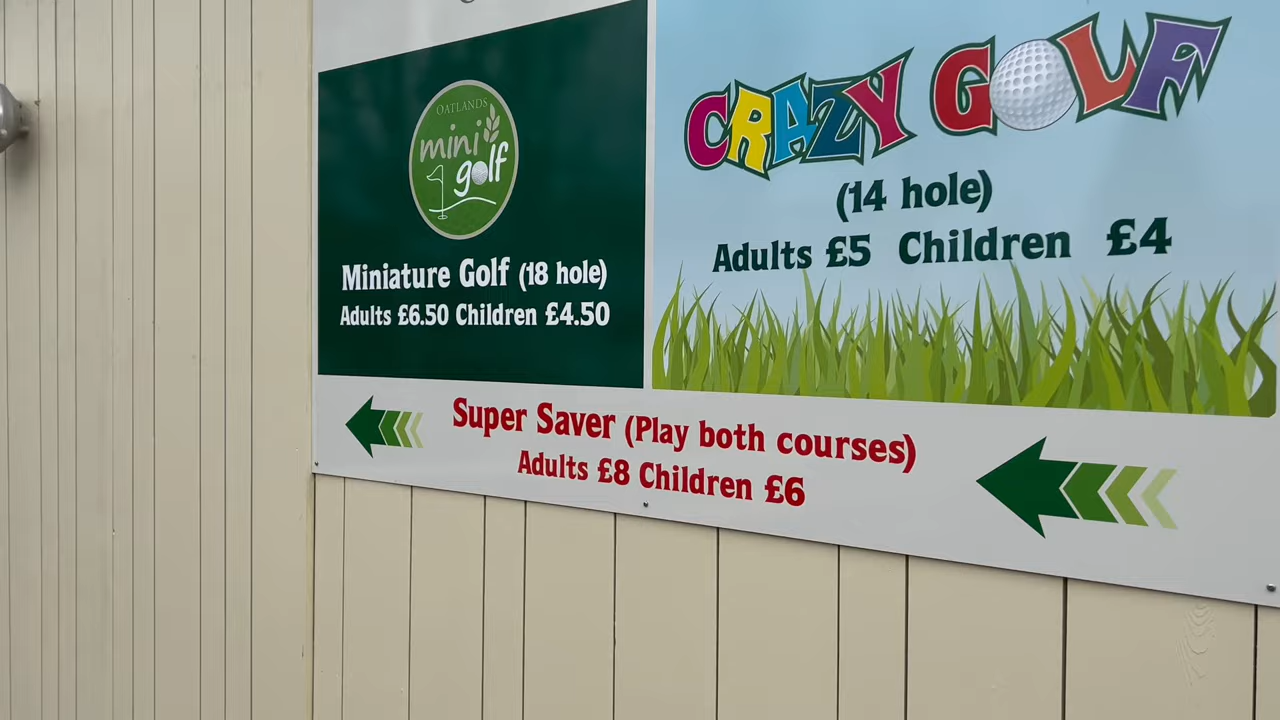 OATLANDS
mini
golf
Miniature Golf (18 hole)
Adults £6.50 Children £4.50
CRAZY GOLF
(14 hole)
Adults £5 Children £4
Super Saver (Play both courses)
Adults £8 Children £6